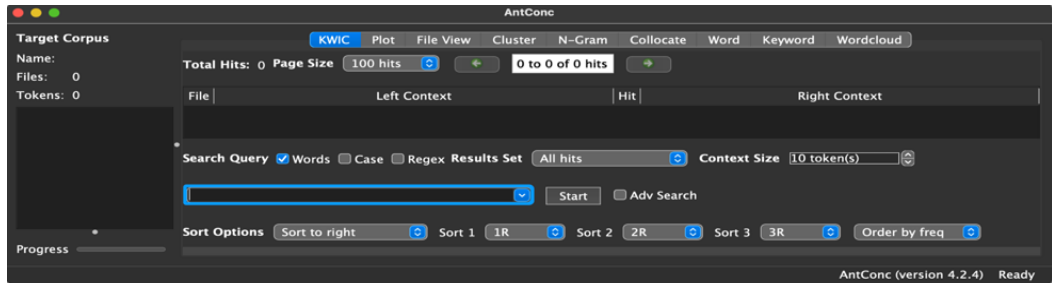 AntConc
Target Corpus
Name:
Files: 0
Tokens: 0
Progress
KWIC Plot File View Cluster N-Gram Collocate Word Keyword Wordcloud
Total Hits: 0 Page Size 100 hits 0 to 0 of 0 hits
File Left Context Hit Right Context
Search Query Words Case Regex Results Set All hits Context Size 10 token(s)
Start Adv Search
Sort Options Sort to right Sort 1 1R Sort 2 2R Sort 3 3R Order by freq
AntConc (version 4.2.4) Ready